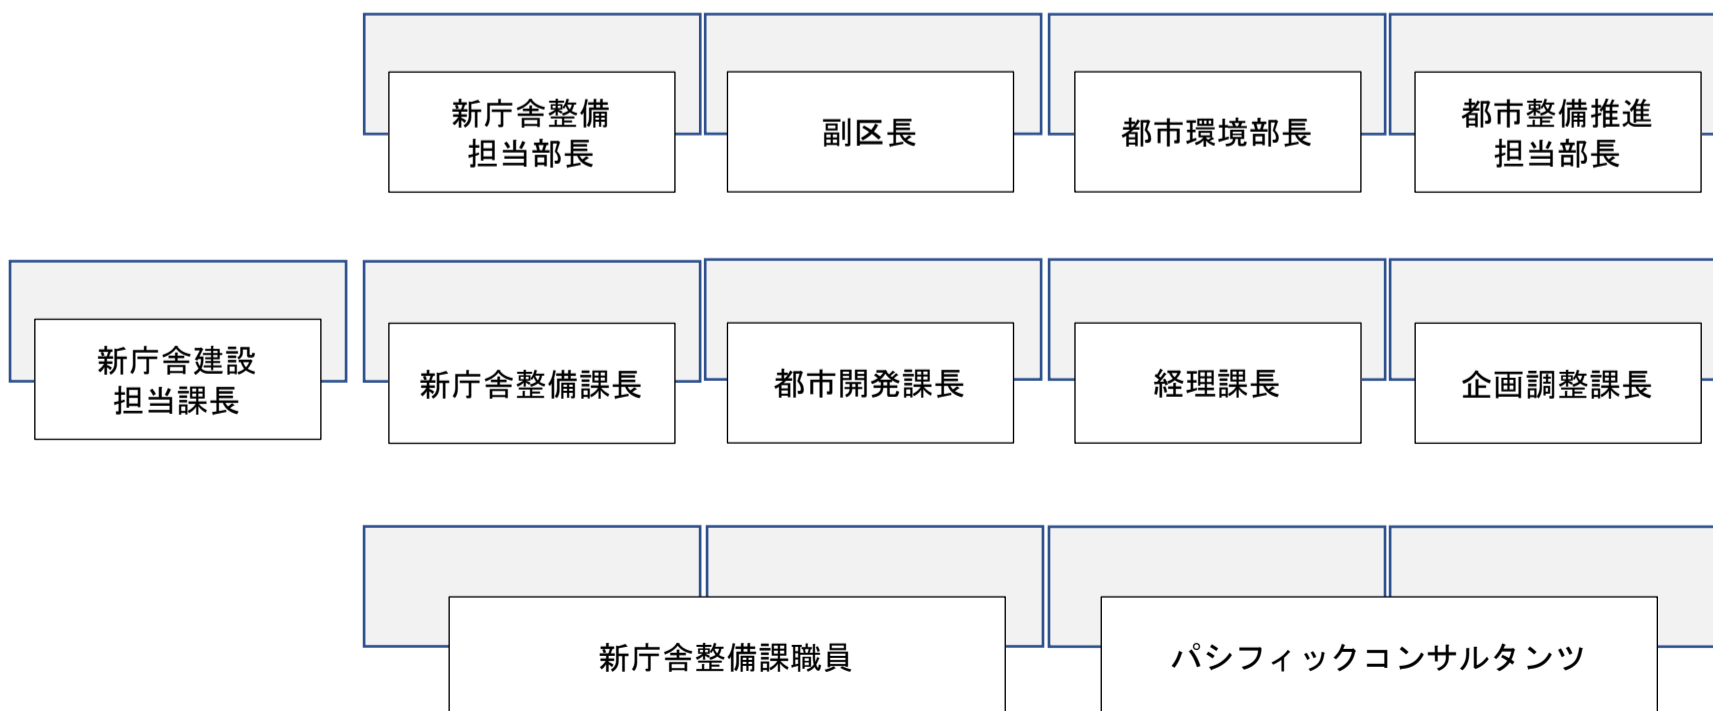 新庁舎整備
担当部長
副区長
都市環境部長
都市整備推進
担当部長
新庁舎建設
担当課長
新庁舎整備課長
都市開発課長
経理課長
企画調整課長
新庁舎整備課職員
パシフィックコンサルタンツ